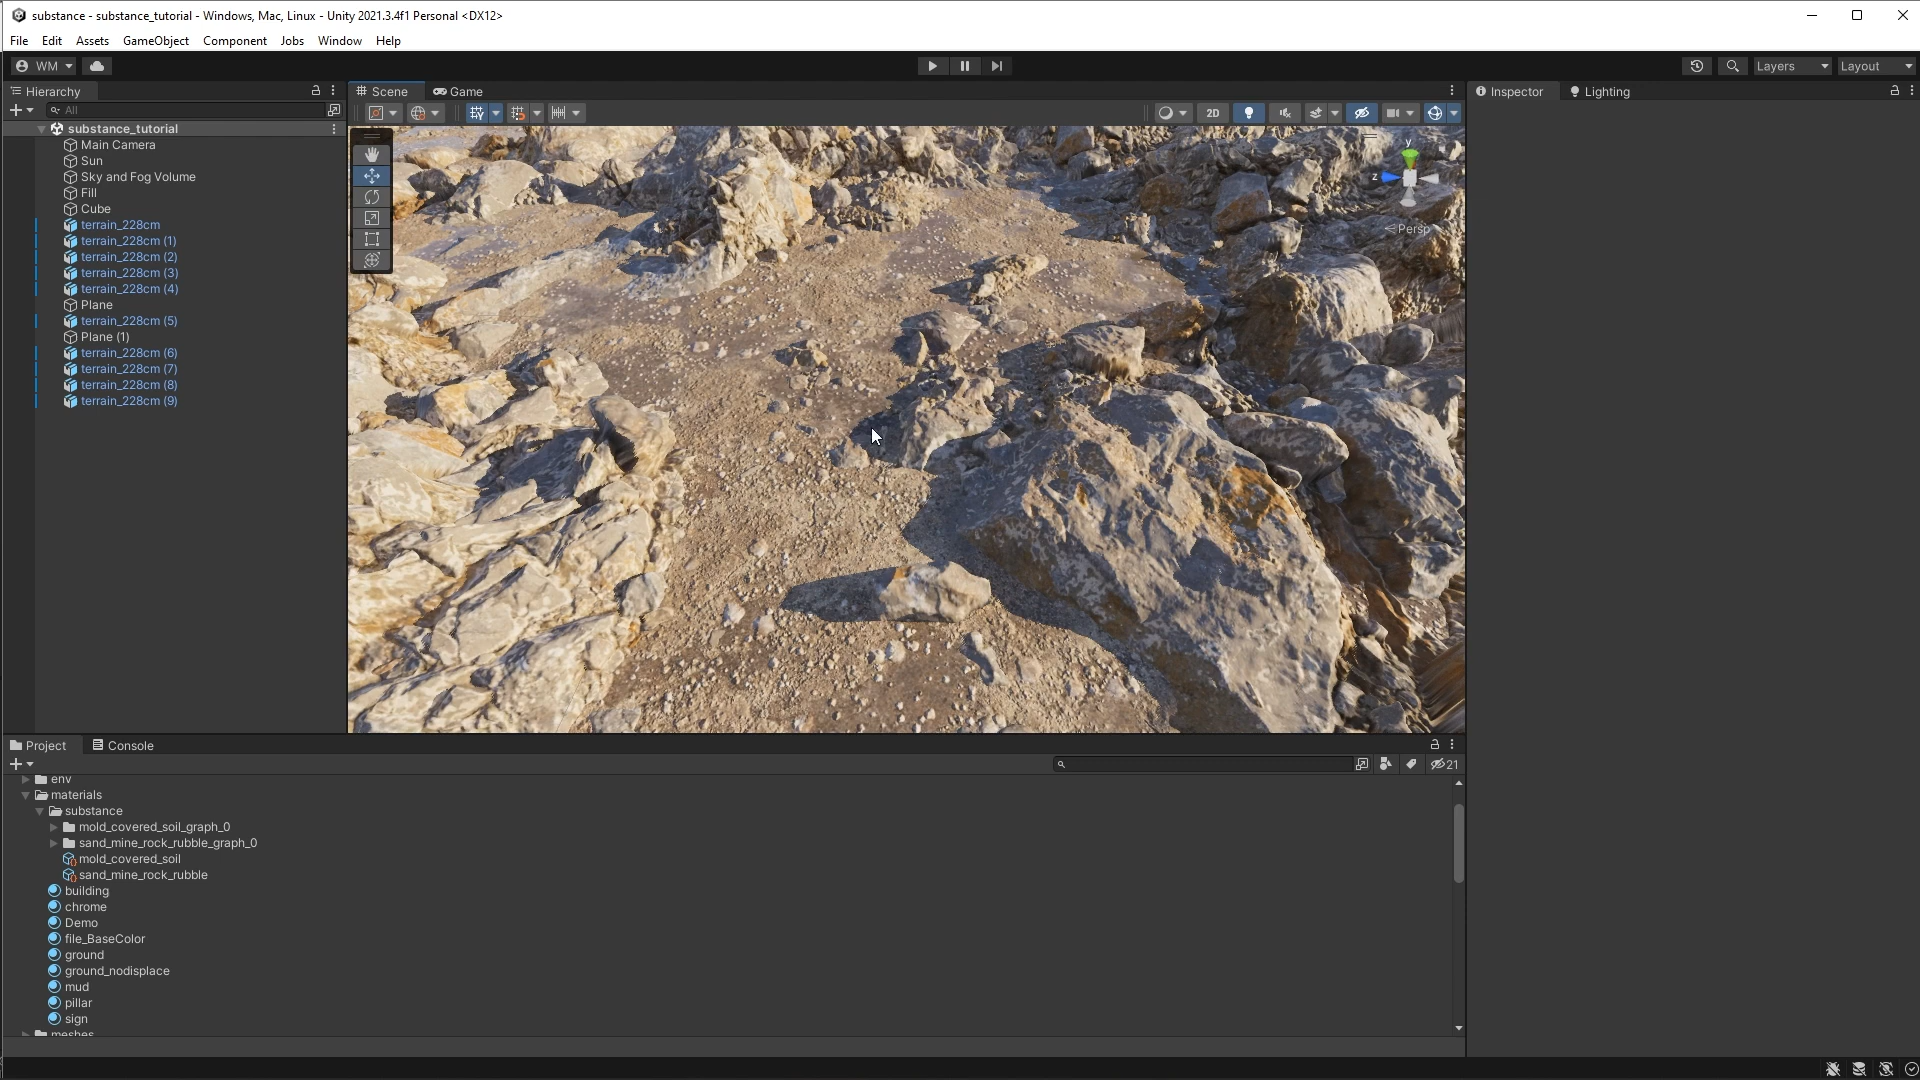 substance - substance_tutorial - Windows, Mac, Linux - Unity 2021.3.4f1 Personal <DX12>
File Edit Assets GameObject Component Jobs Window Help
WM Layers Layout
Hierarchy Scene Game Inspector Lighting
All 2D
substance_tutorial
Main Camera
Sun
Sky and Fog Volume
Fill
Cube
terrain_228cm
terrain_228cm (1)
terrain_228cm (2)
terrain_228cm (3)
terrain_228cm (4)
Plane
terrain_228cm (5)
Plane (1)
terrain_228cm (6)
terrain_228cm (7)
terrain_228cm (8)
terrain_228cm (9)
y
z
Persp
Project Console
21
env
materials
substance
mold_covered_soil_graph_0
sand_mine_rock_rubble_graph_0
mold_covered_soil
sand_mine_rock_rubble
building
chrome
Demo
file_BaseColor
ground
ground_nodisplace
mud
pillar
sign
meshes